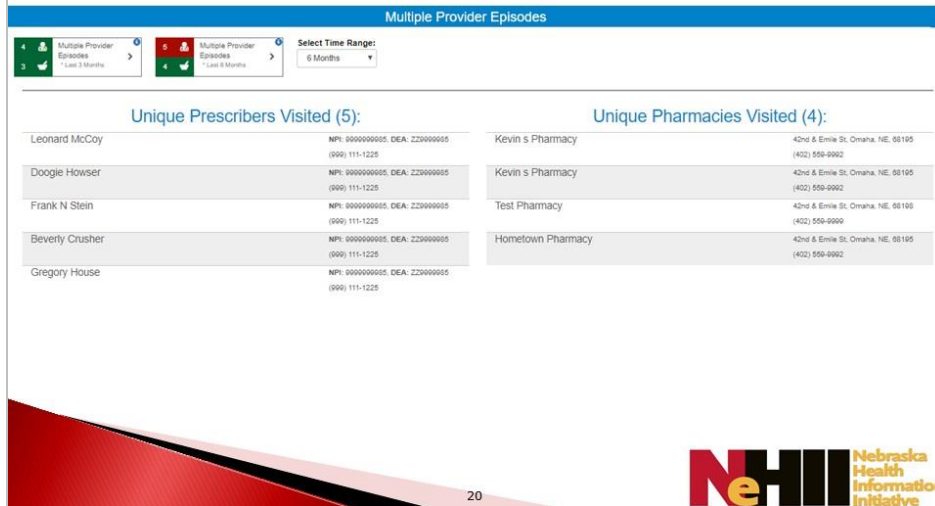 Multiple Provider Episodes
4
3
Multiple Provider
Episodes
* Last 3 Months
5
4
Multiple Provider
Episodes
* Last 6 Months
Select Time Range:
6 Months
Unique Prescribers Visited (5):
Leonard McCoy
NPI: 9999999985, DEA: ZZ9999985
(999) 111-1225
Doogie Howser
NPI: 9999999985, DEA: ZZ9999985
(999) 111-1225
Frank N Stein
NPI: 9999999985, DEA: ZZ9999985
(999) 111-1225
Beverly Crusher
NPI: 9999999985, DEA: ZZ9999985
(999) 111-1225
Gregory House
NPI: 9999999985, DEA: ZZ9999985
(999) 111-1225
Unique Pharmacies Visited (4):
Kevin s Pharmacy
42nd & Emile St, Omaha, NE, 68195
(402) 559-9992
Kevin s Pharmacy
42nd & Emile St, Omaha, NE, 68195
(402) 559-9992
Test Pharmacy
42nd & Emile St, Omaha, NE, 68198
(402) 559-9999
Hometown Pharmacy
42nd & Emile St, Omaha, NE, 68195
(402) 559-9992
20
NeHII
Nebraska
Health
Informatio
Initiative